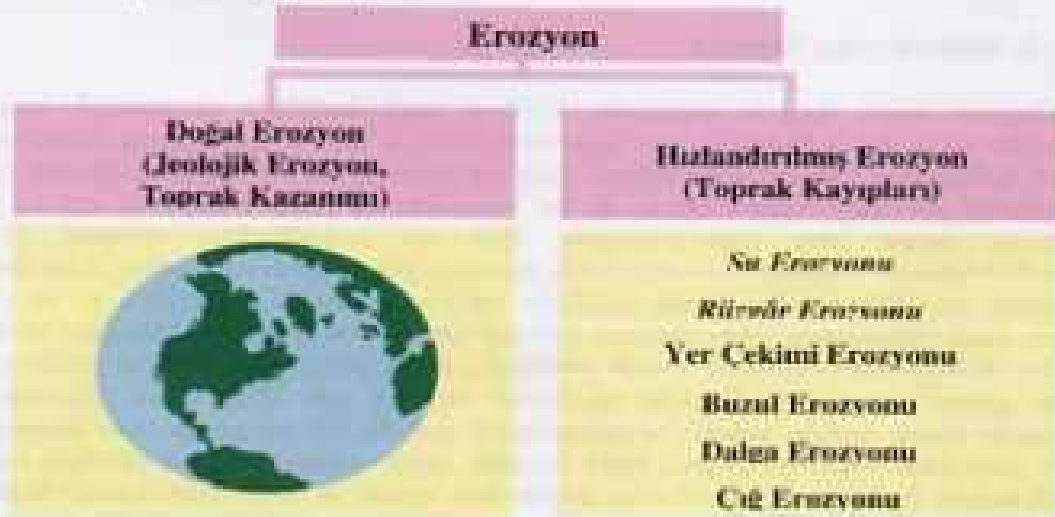 Erozyon
Doğal Erozyon
(Jeolojik Erozyon,
Toprak Kazanımı)
Hızlandırılmış Erozyon
(Toprak Kayıpları)
Su Erozyonu
Rüzgâr Erozyonu
Yer Çekimi Erozyonu
Buzul Erozyonu
Dalga Erozyonu
Çığ Erozyonu